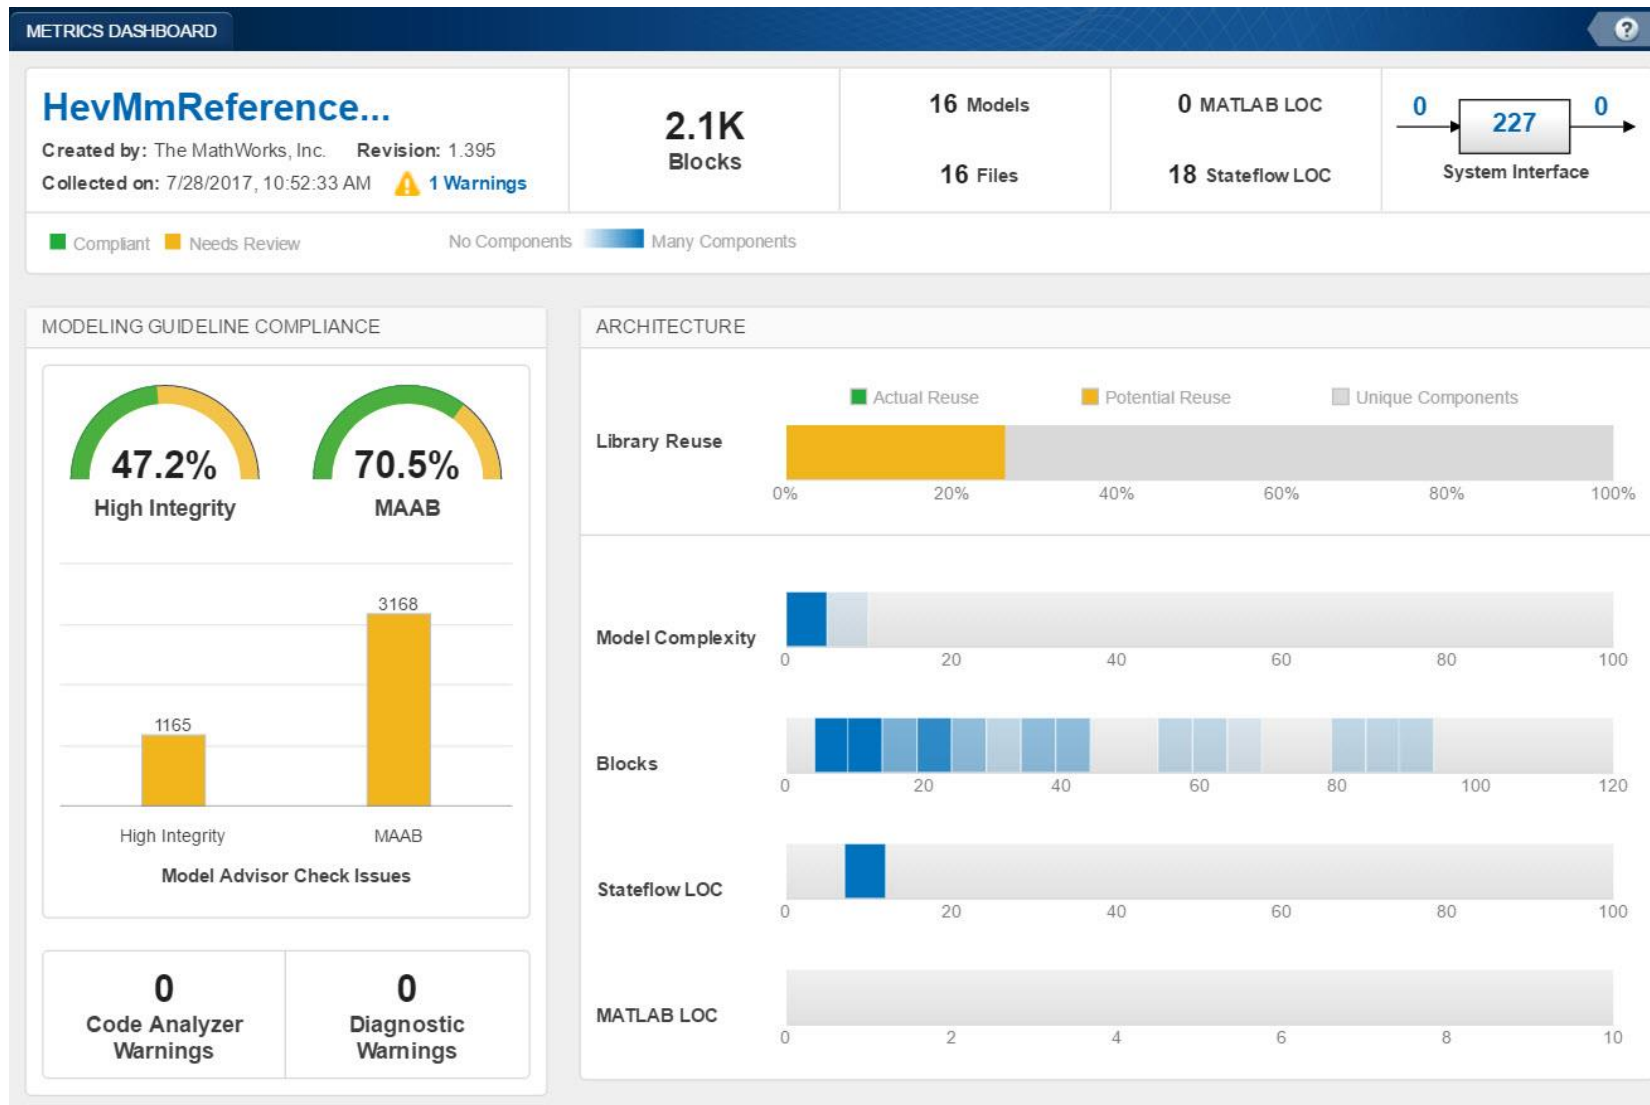 METRICS DASHBOARD
?
HevMmReference...
Created by: The MathWorks, Inc. Revision: 1.395
Collected on: 7/28/2017, 10:52:33 AM 1 Warnings
2.1K
Blocks
16 Models
16 Files
0 MATLAB LOC
18 Stateflow LOC
0 227 0
System Interface
Compliant Needs Review No Components Many Components
MODELING GUIDELINE COMPLIANCE
47.2%
High Integrity
70.5%
MAAB
3168
1165
High Integrity MAAB
Model Advisor Check Issues
0
Code Analyzer
Warnings
0
Diagnostic
Warnings
ARCHITECTURE
Actual Reuse Potential Reuse Unique Components
Library Reuse
0% 20% 40% 60% 80% 100%
Model Complexity
0 20 40 60 80 100
Blocks
0 20 40 60 80 100 120
Stateflow LOC
0 20 40 60 80 100
MATLAB LOC
0 2 4 6 8 10